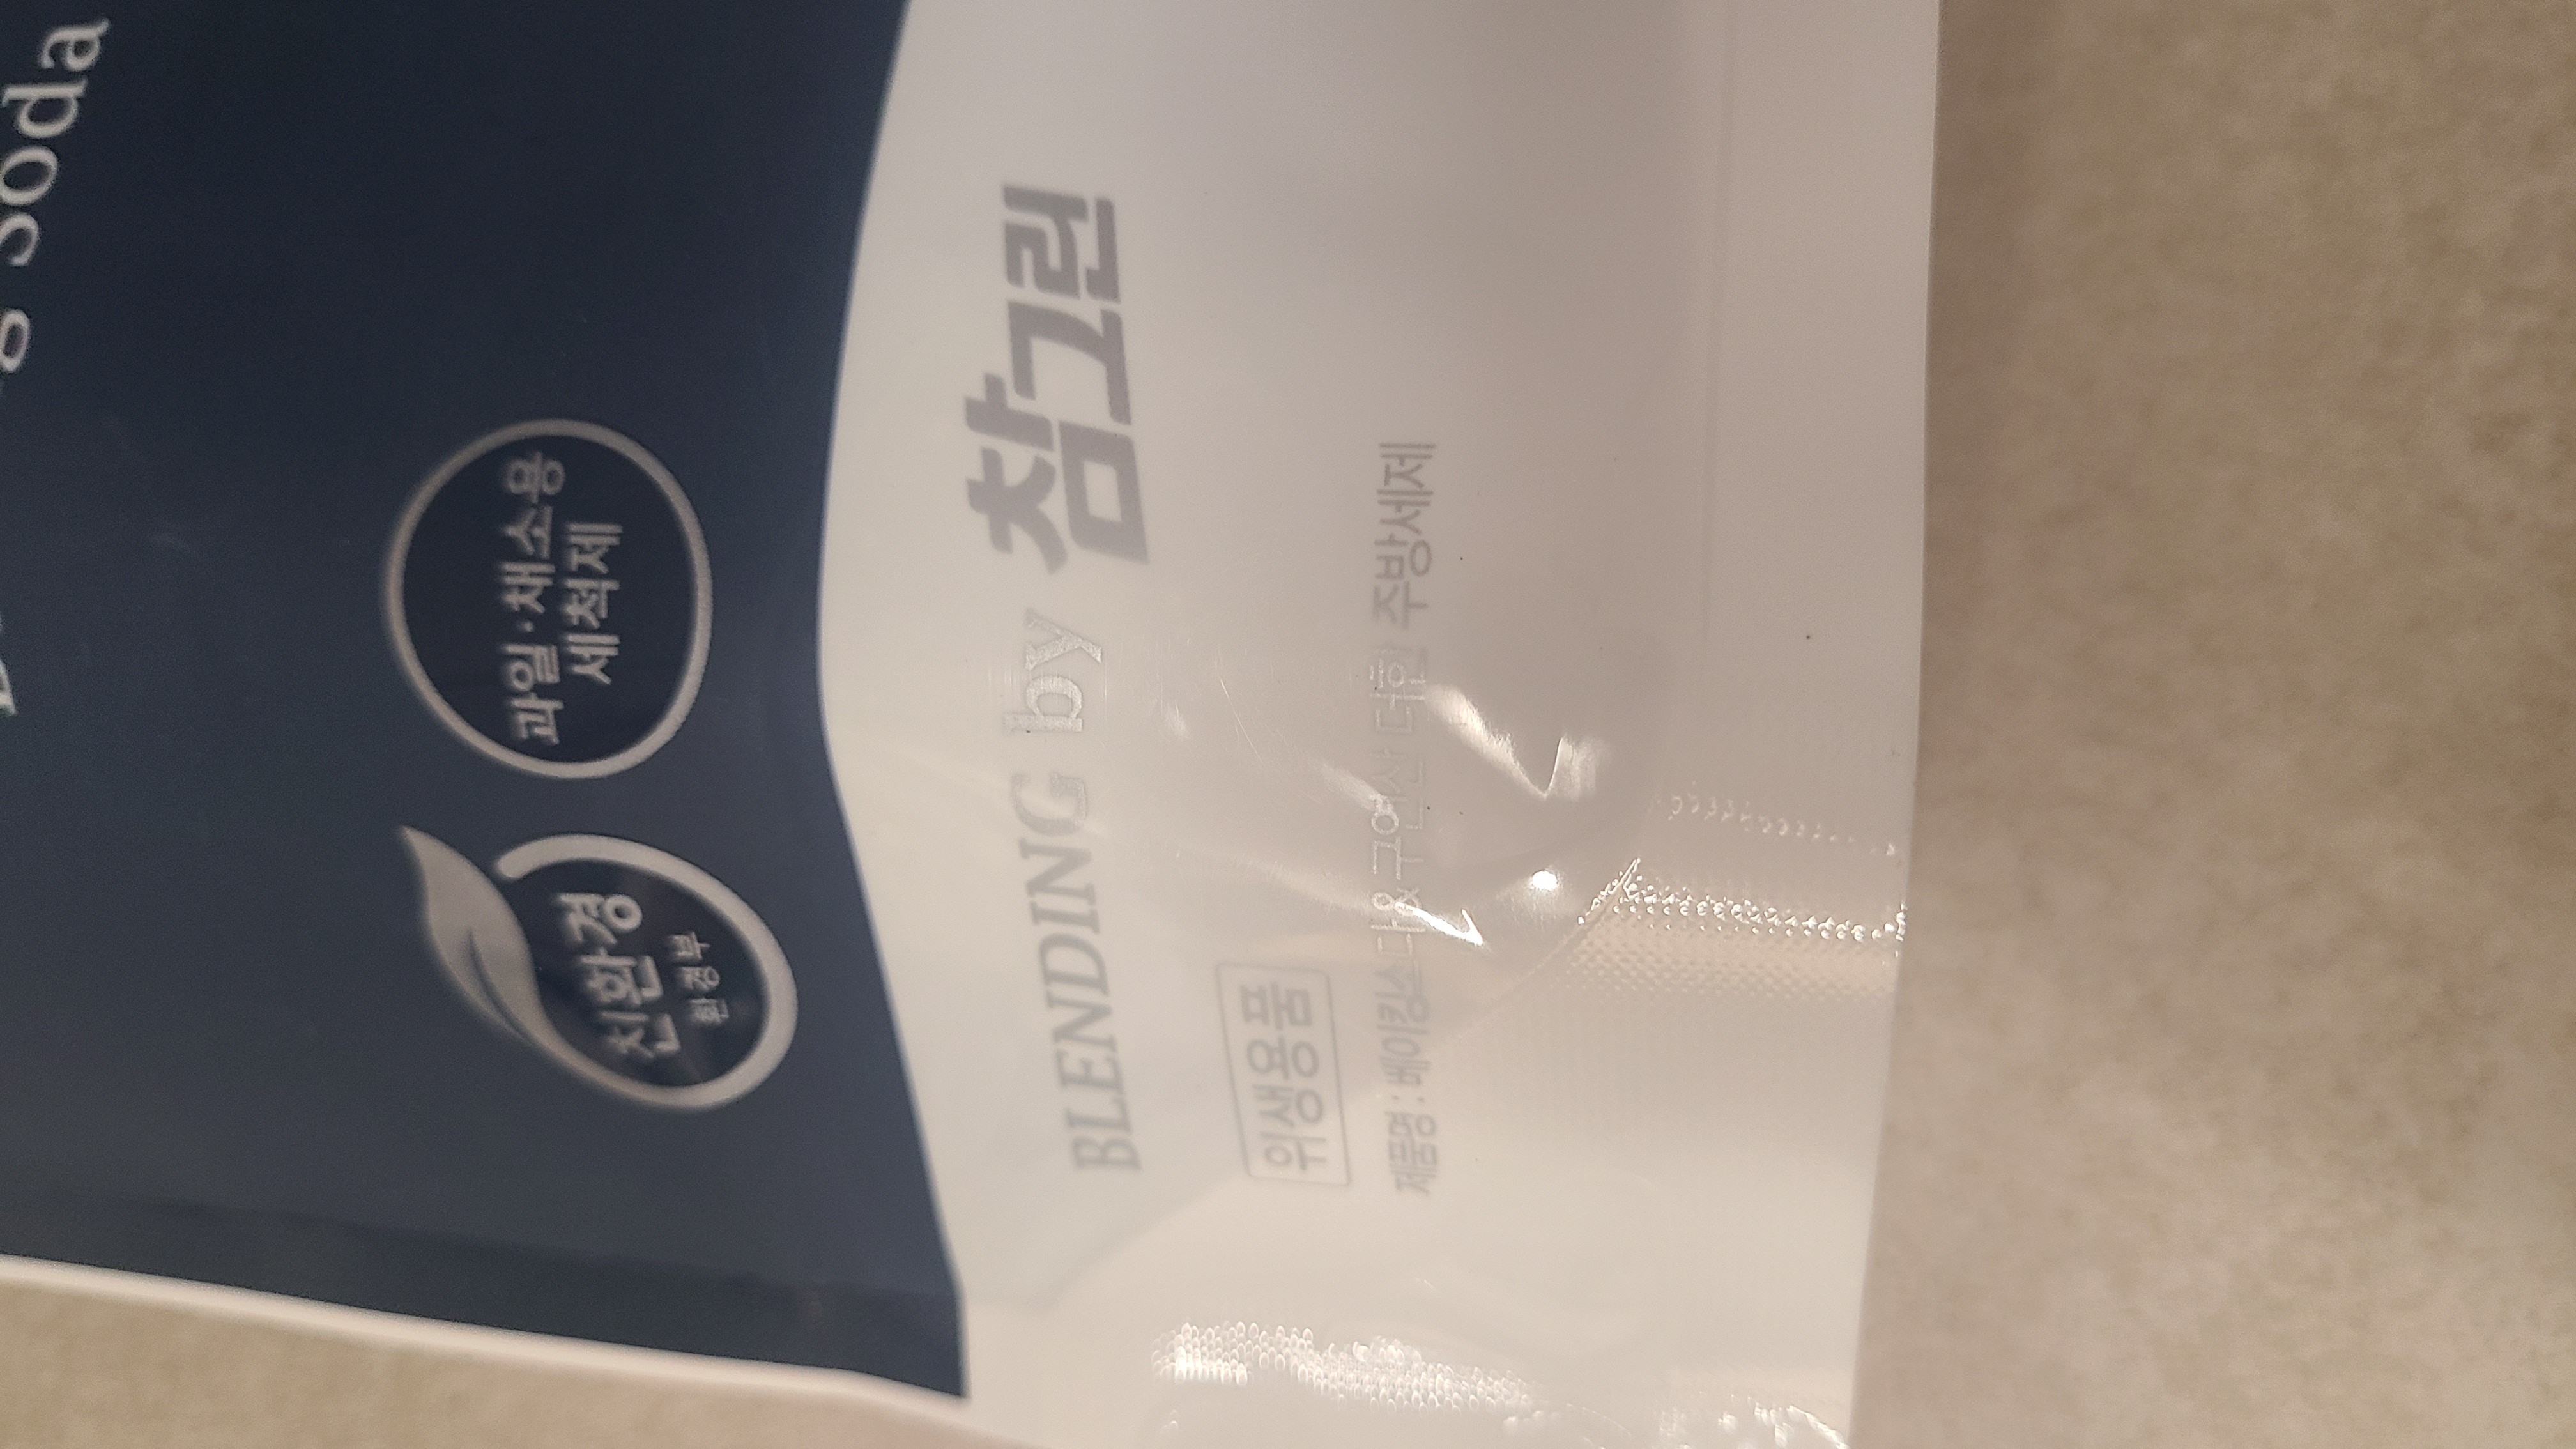 Soda
과일·채소용
세척제
친환경
환경부
BLENDING by 참그린
위생용품
제품명 : 베이킹소다&구연산 더한 주방세제